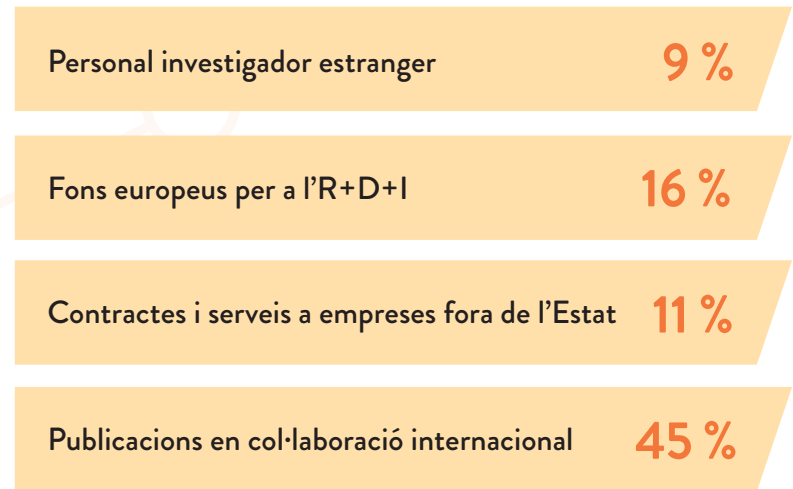 Personal investigador estranger 9 %
Fons europeus per a l’R+D+I 16 %
Contractes i serveis a empreses fora de l’Estat 11 %
Publicacions en col·laboració internacional 45 %